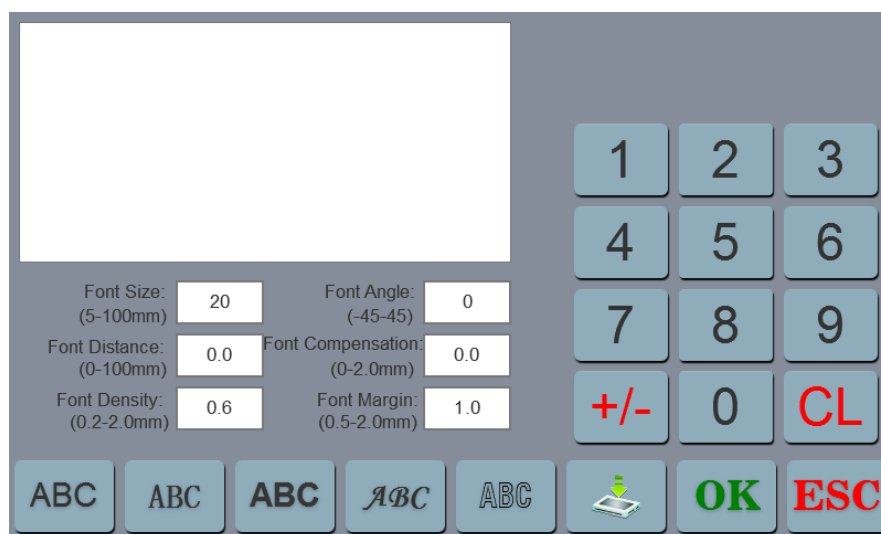 1 2 3
4 5 6
Font Size: 20 Font Angle: 0
(5-100mm) (-45-45)
7 8 9
Font Distance: 0.0 Font Compensation: 0.0
(0-100mm) (0-2.0mm)
Font Density: 0.6 Font Margin: 1.0
(0.2-2.0mm) (0.5-2.0mm)
+/- 0 CL
ABC ABC ABC ABC ABC OK ESC